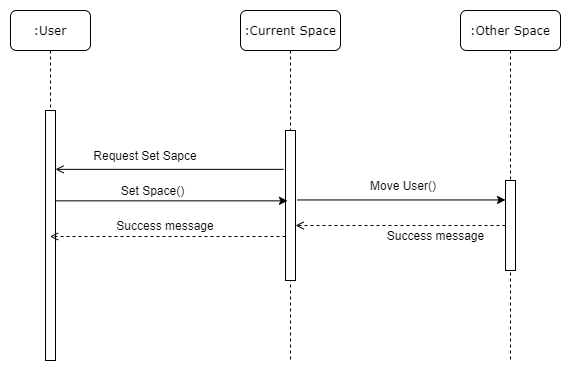 :User
:Current Space
:Other Space
Request Set Sapce
Set Space()
Move User()
Success message
Success message